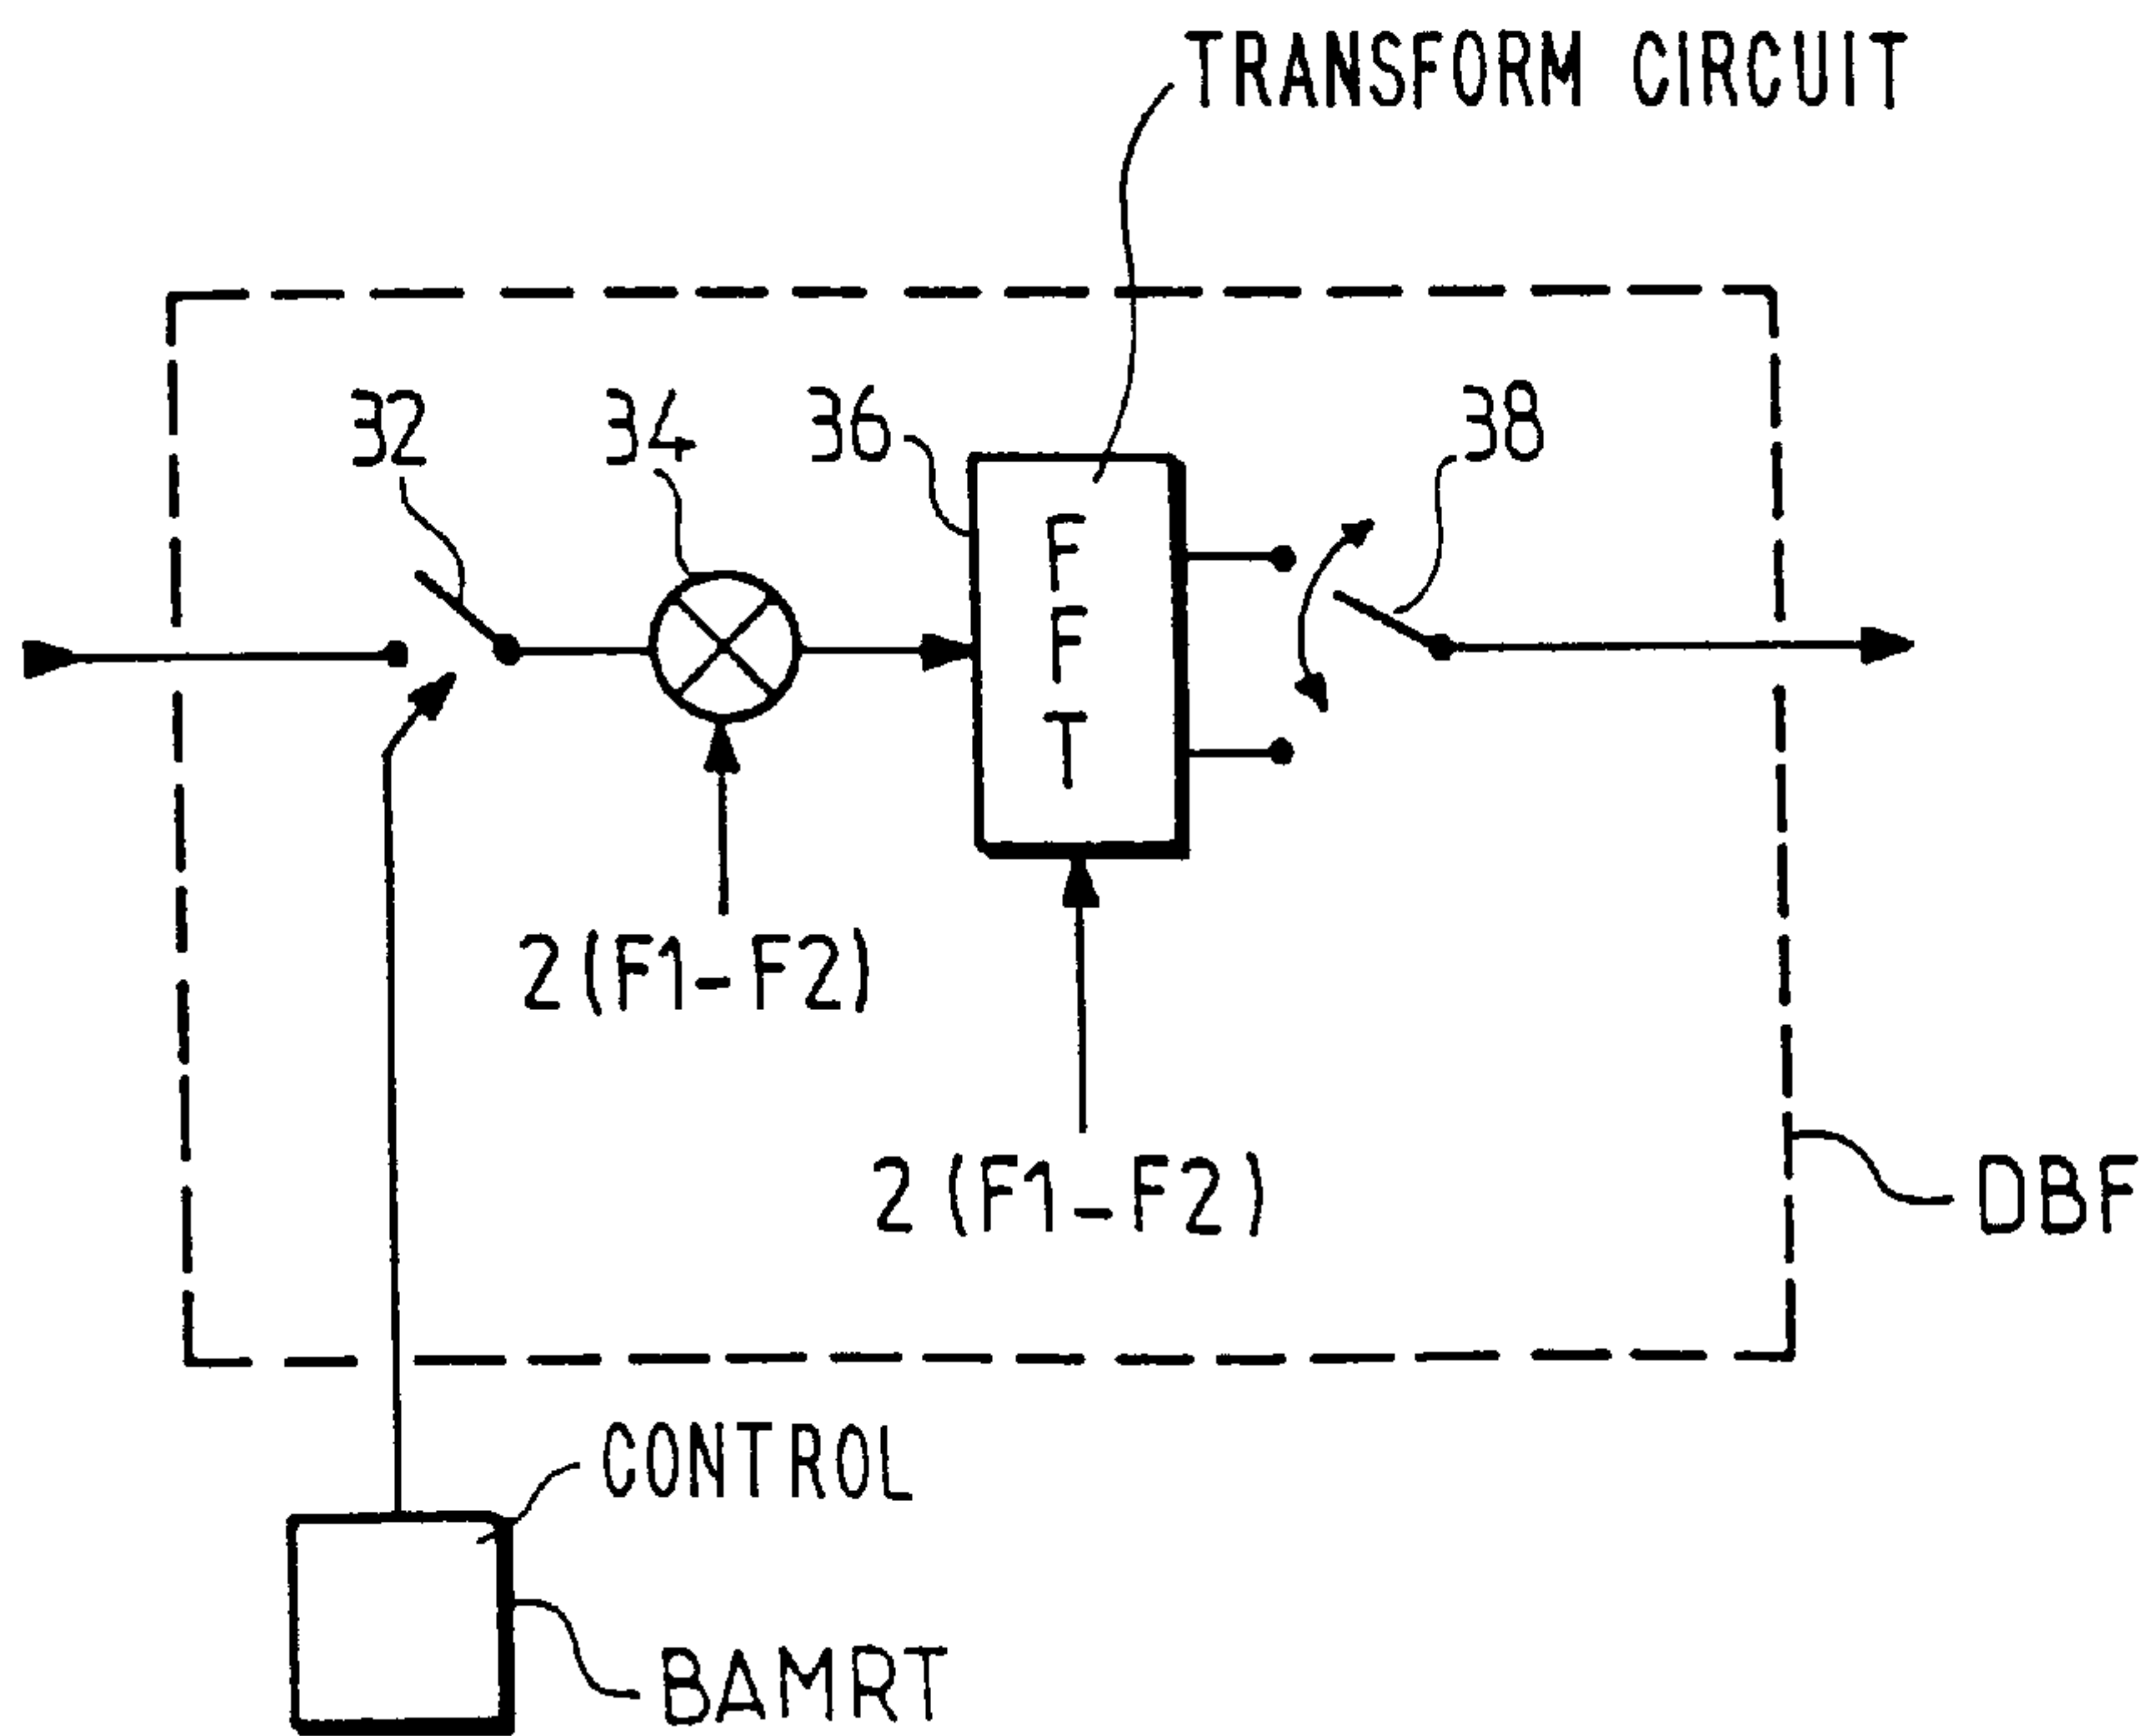 TRANSFORM CIRCUIT
32
34
36
38
F
F
T
2(F1-F2)
2(F1-F2)
DBF
CONTROL
BAMRT